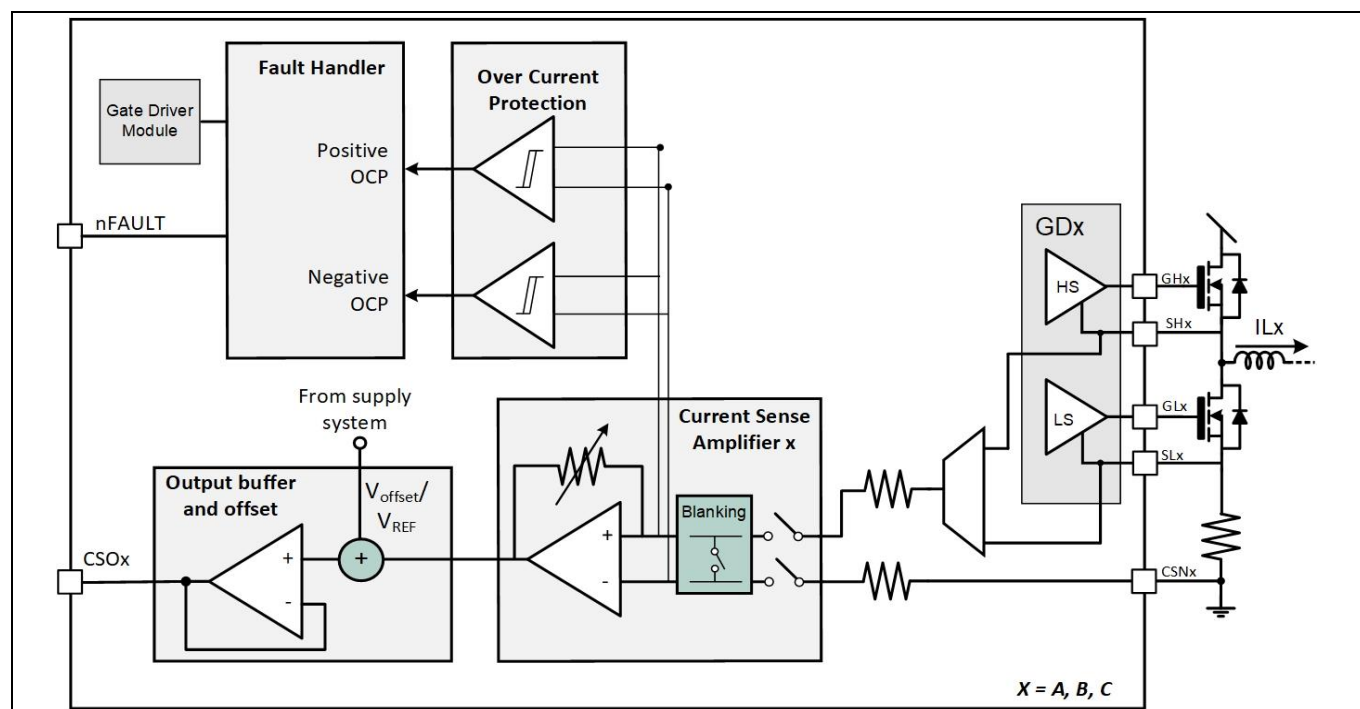 Fault Handler
Over Current
Protection
Gate Driver
Module
Positive
OCP
nFAULT
Negative
OCP
GDx
HS
GHx
SHx
ILx
LS
GLx
SLx
From supply
system
Current Sense
Amplifier x
Output buffer
and offset
Voffset/
VREF
Blanking
+
-
CSOx
+
-
+
CSNx
X = A, B, C